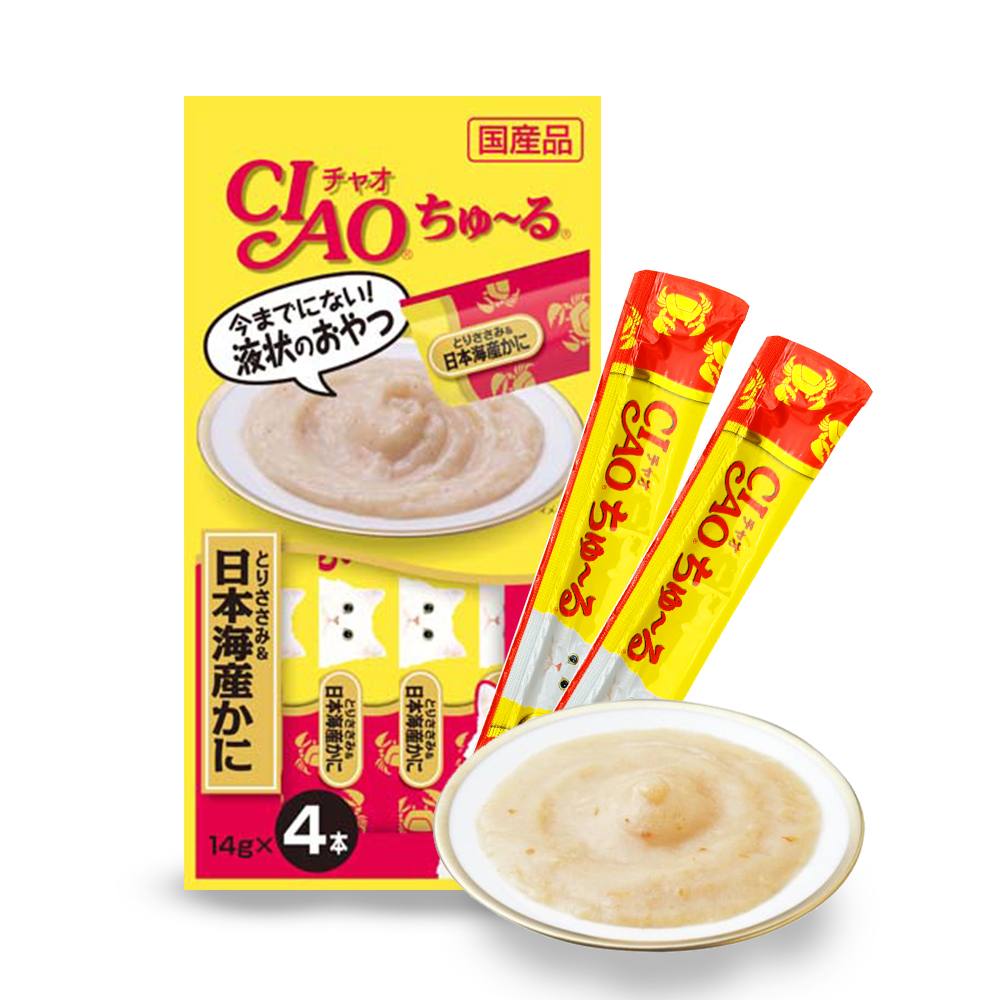 国産品
チャオ
CIAO® ちゅ~る®
今までにない!
液状のおやつ
とりささみ&
日本海産かに
とりささみ&
日本海産かに
とりささみ&
日本海産かに
とりささみ&
日本海産かに
14g×4本
CIAO® チャオ ちゅ~る
CIAO® チャオ ちゅ~る